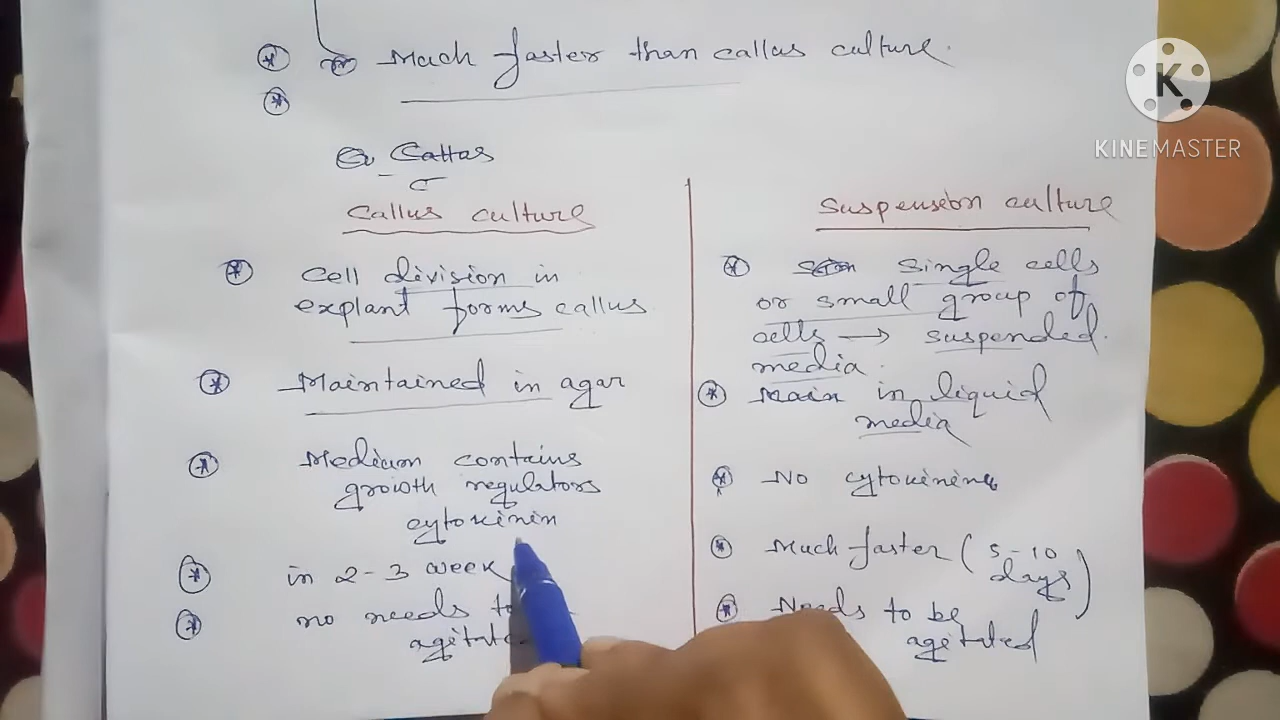 Much faster than callus culture.
K
KINEMASTER
Callus
Callus culture
Suspension culture
Cell division in
explant forms callus
single cells
or small group of
cells → suspended
media.
Maintained in agar
Main in liquid
media
Medium contains
growth regulators
cytokinin
No cytokinine
in 2-3 week
Much faster (5-10
days)
no needs to
agitate
Needs to be
agitated